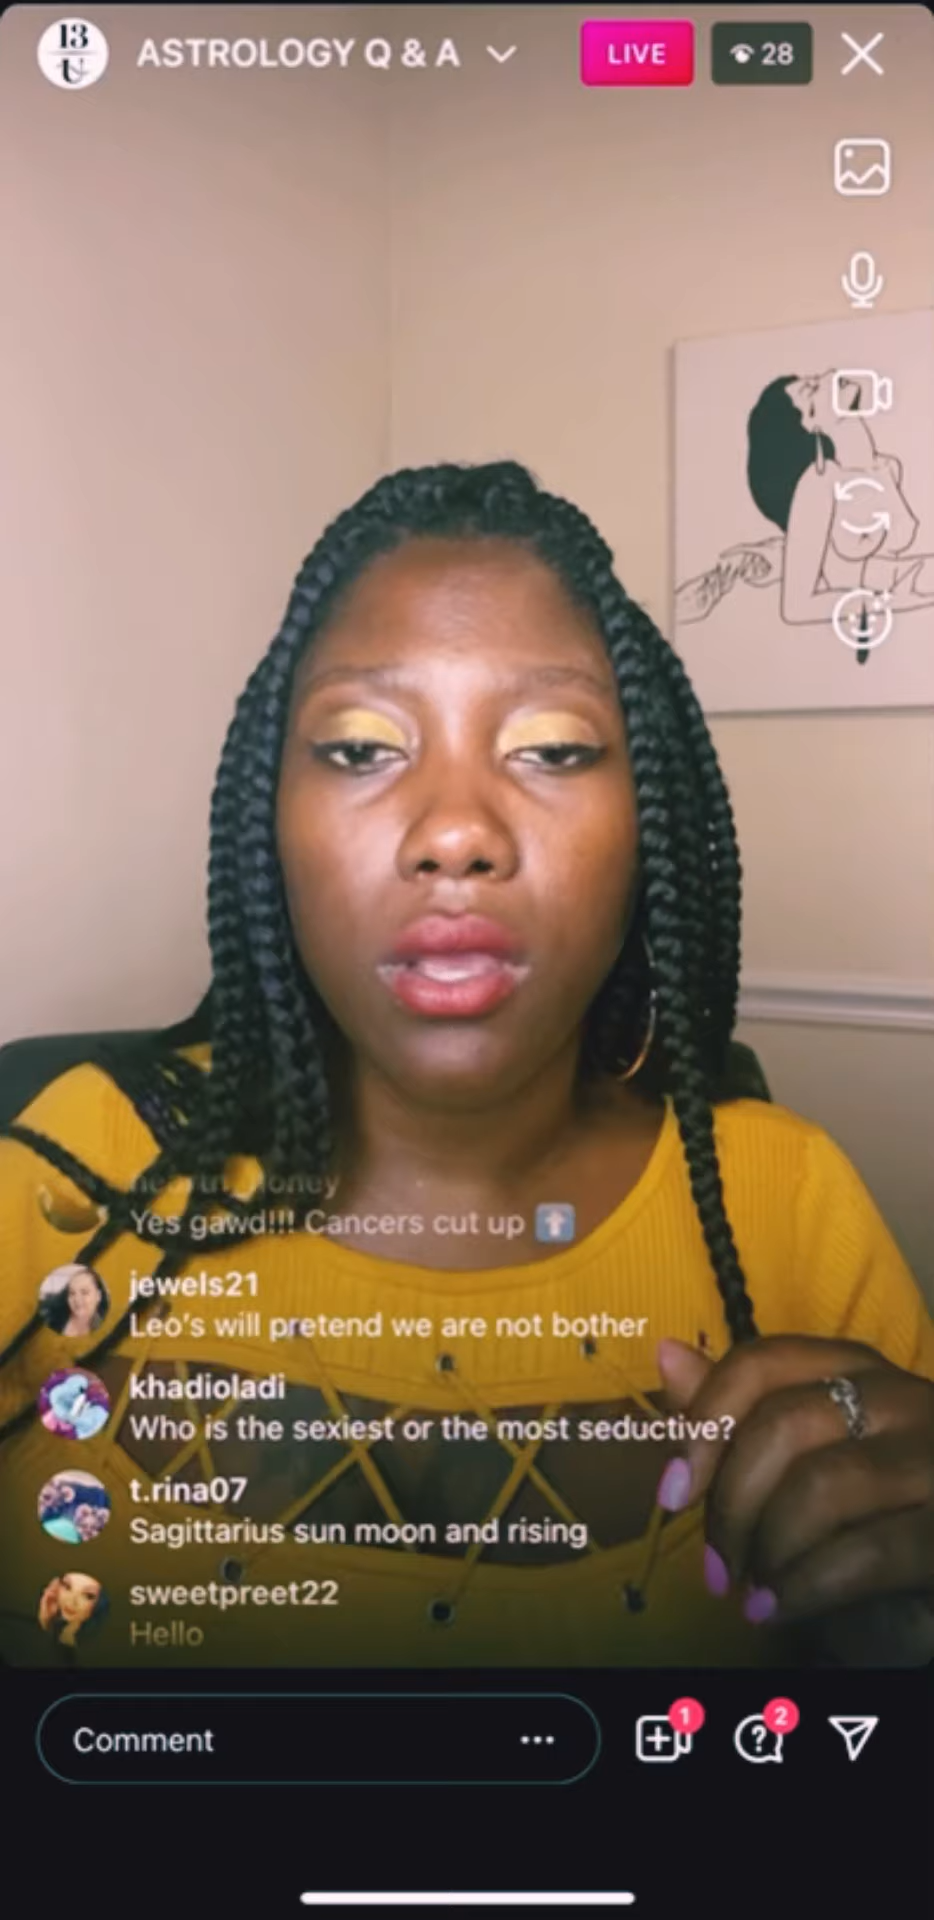 13
U
ASTROLOGY Q & A
LIVE
28
Yes gawd!!! Cancers cut up
jewels21
Leo's will pretend we are not bother
khadioladi
Who is the sexiest or the most seductive?
t.rina07
Sagittarius sun moon and rising
sweetpreet22
Hello
Comment
1
2